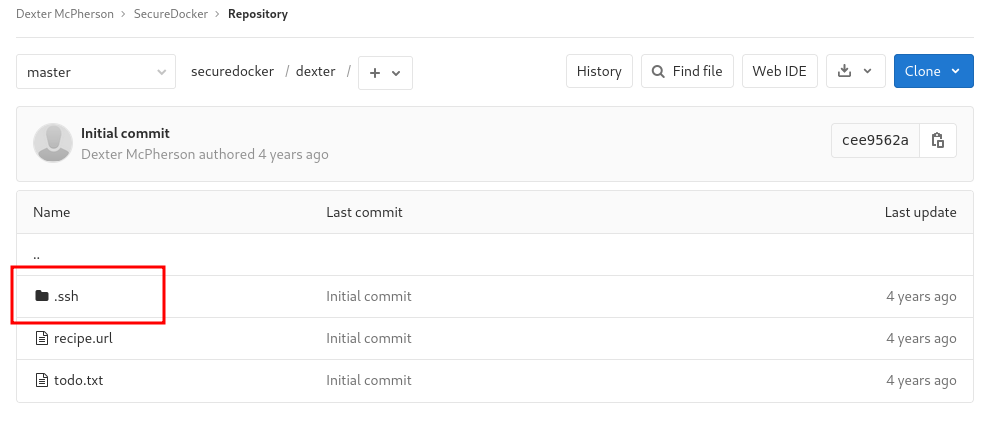 Dexter McPherson › SecureDocker › Repository
master securedocker / dexter / + History Find file Web IDE Clone
Initial commit
Dexter McPherson authored 4 years ago
cee9562a
Name Last commit Last update
..
.ssh Initial commit 4 years ago
recipe.url Initial commit 4 years ago
todo.txt Initial commit 4 years ago